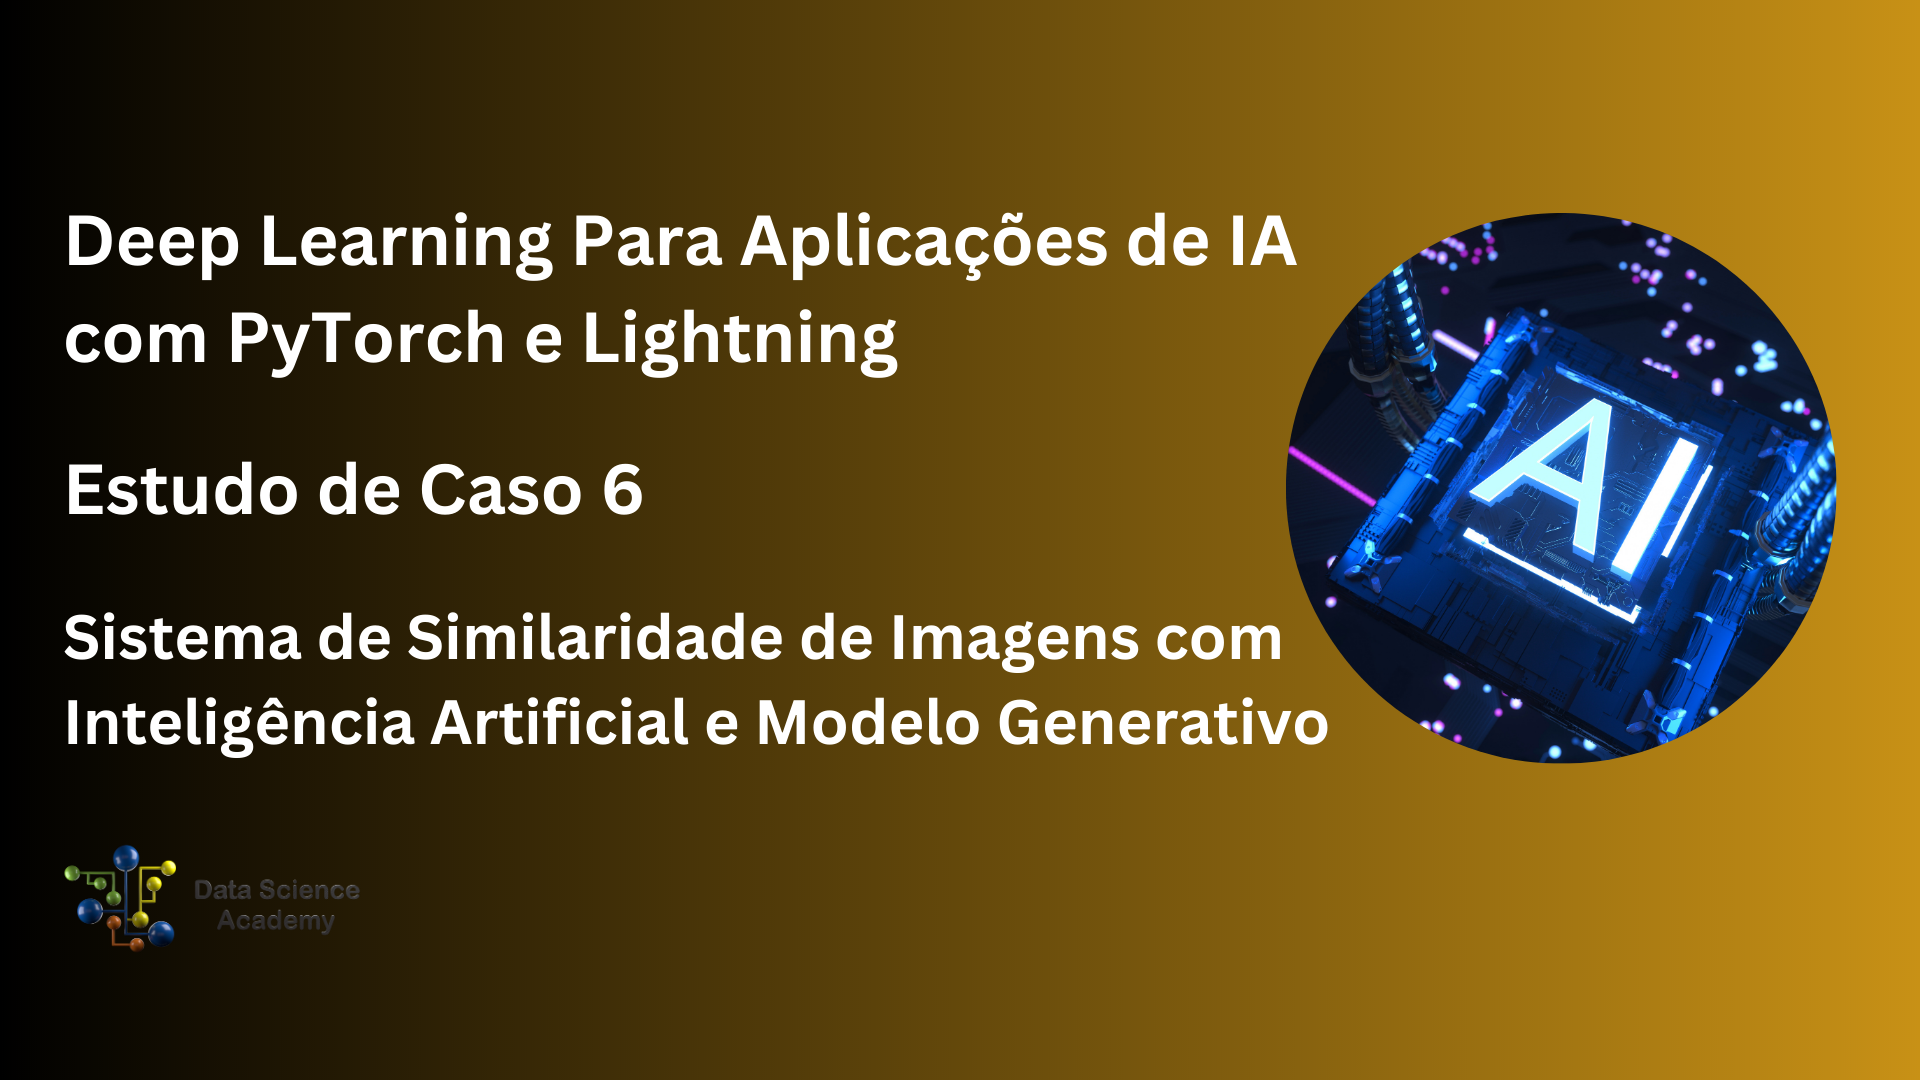 Deep Learning Para Aplicações de IA
com PyTorch e Lightning
Estudo de Caso 6
Sistema de Similaridade de Imagens com
Inteligência Artificial e Modelo Generativo
AI
Data Science
Academy